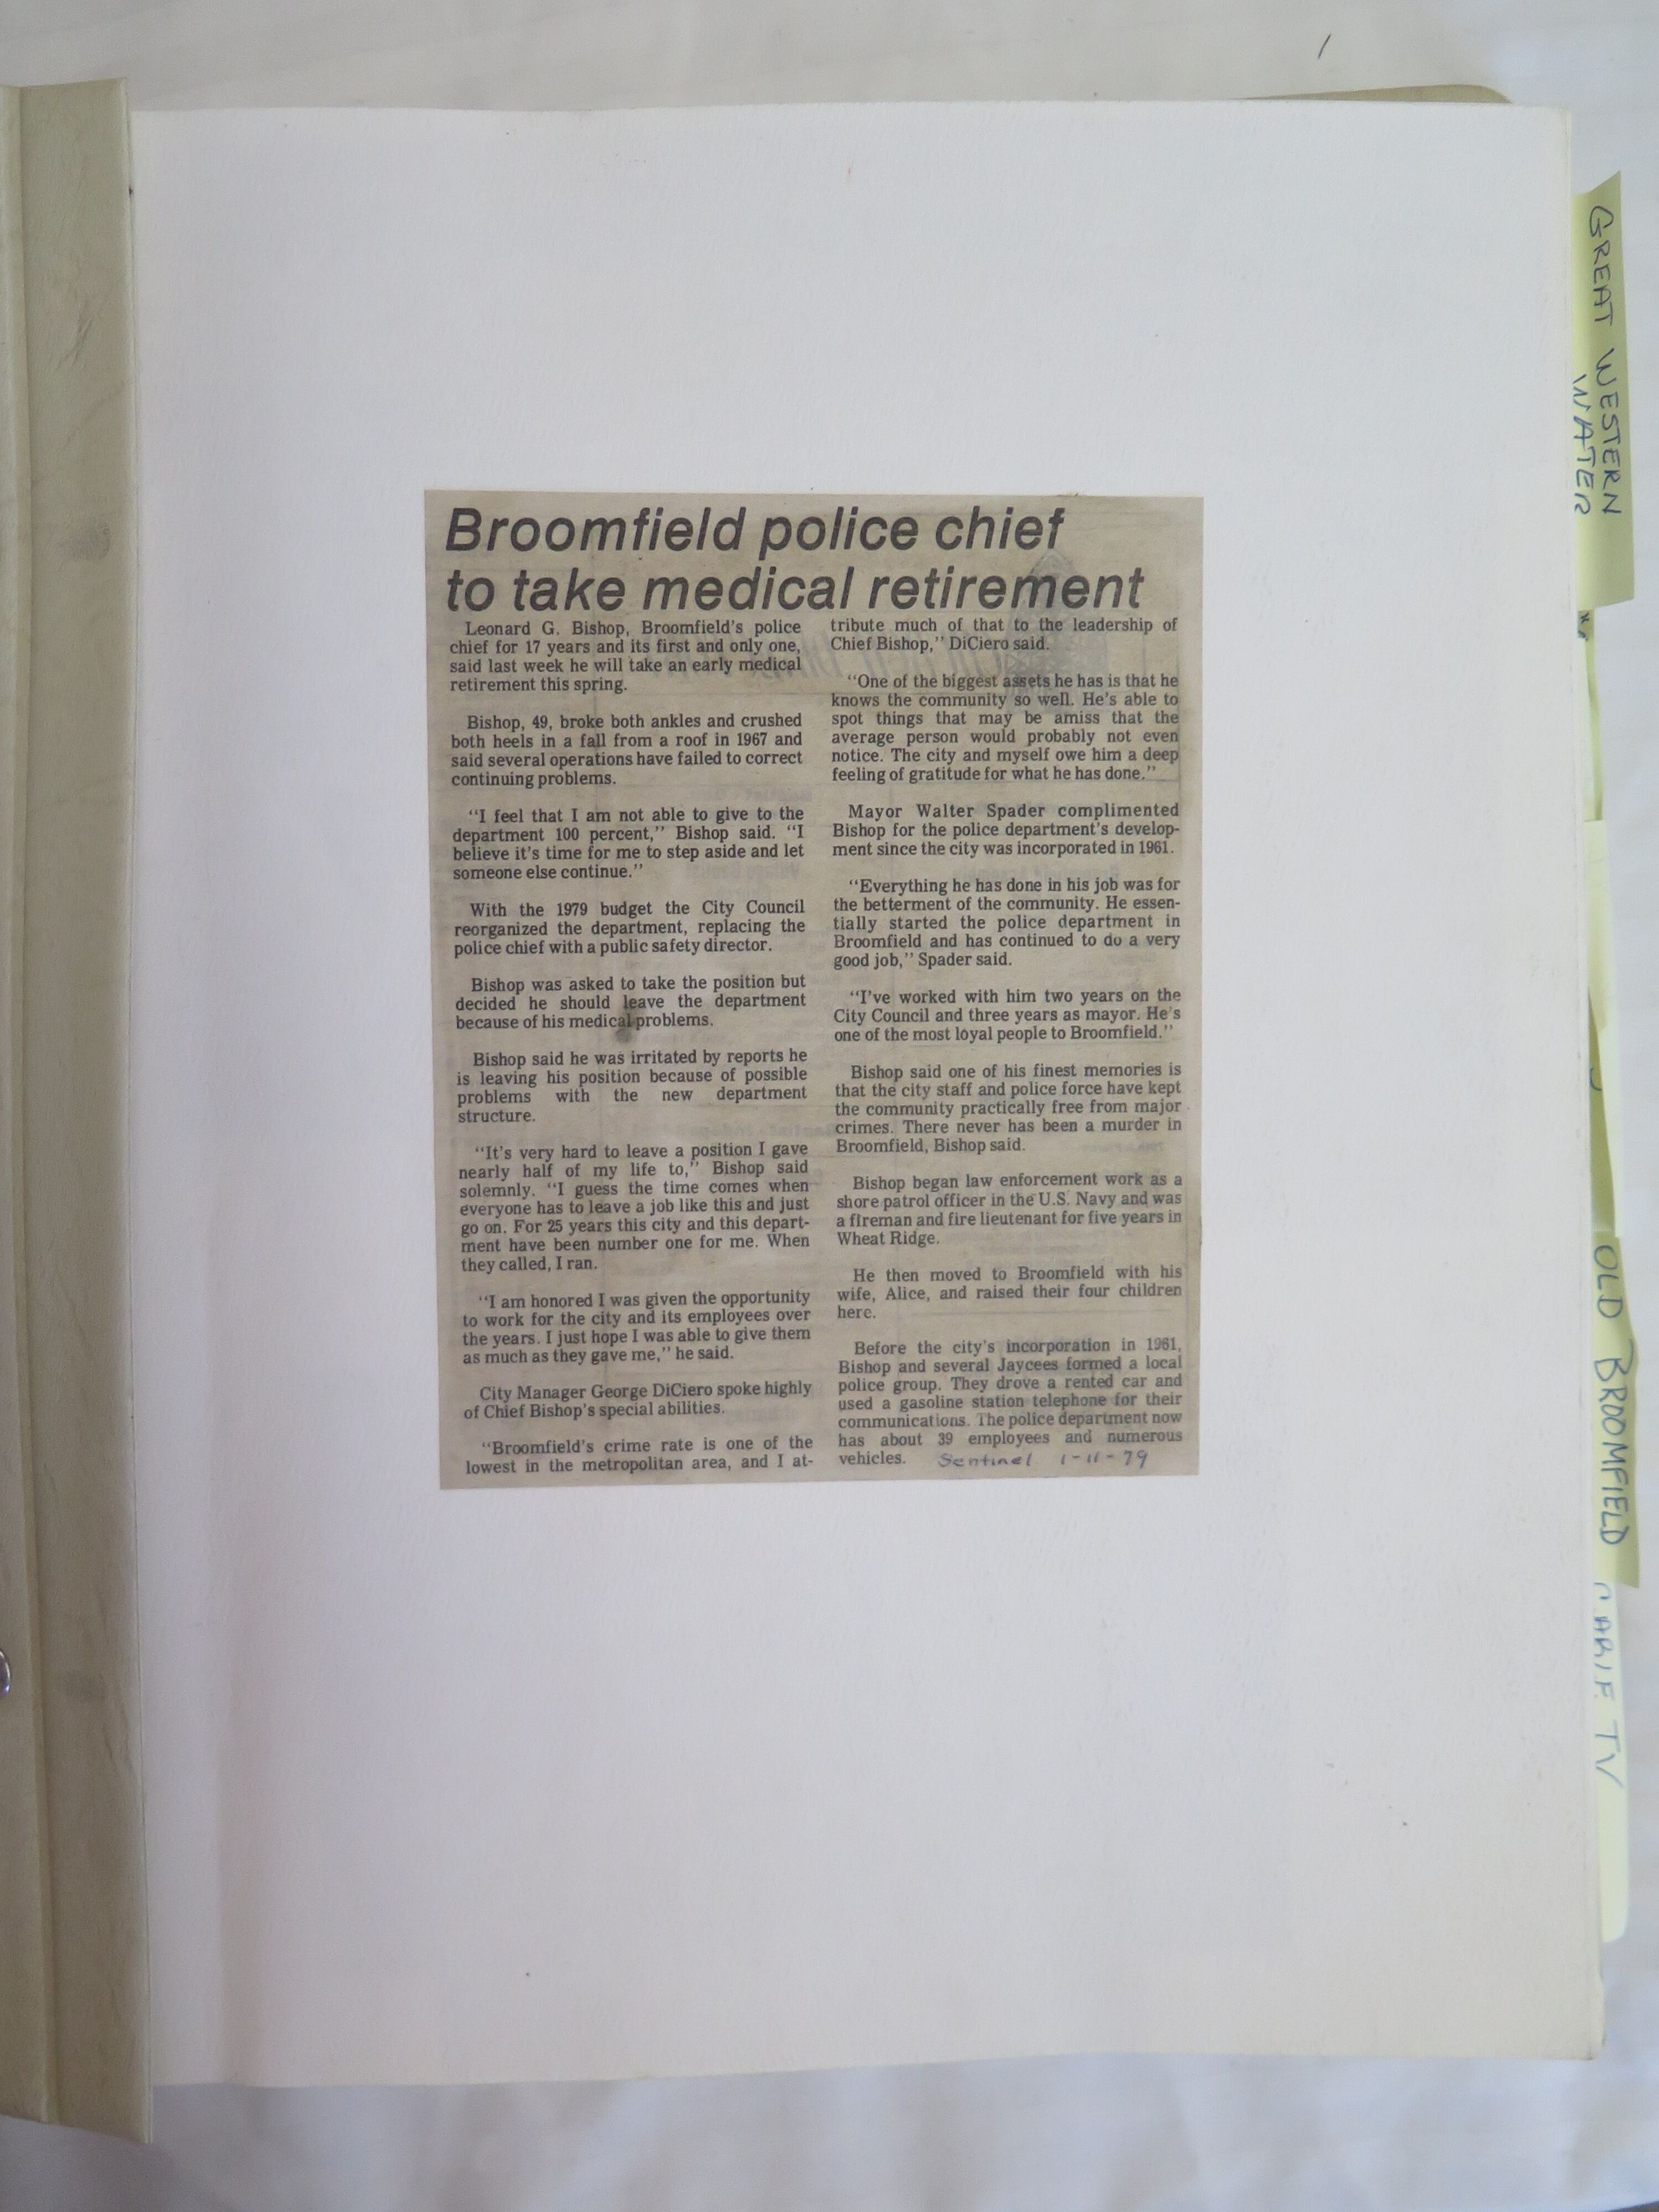 Broomfield police chief
to take medical retirement
Leonard G. Bishop, Broomfield's police
chief for 17 years and its first and only one,
said last week he will take an early medical
retirement this spring.
Bishop, 49, broke both ankles and crushed
both heels in a fall from a roof in 1967 and
said several operations have failed to correct
continuing problems.
"I feel that I am not able to give to the
department 100 percent," Bishop said. "I
believe it's time for me to step aside and let
someone else continue."
With the 1979 budget the City Council
reorganized the department, replacing the
police chief with a public safety director.
Bishop was asked to take the position but
decided he should leave the department
because of his medical problems.
Bishop said he was irritated by reports he
is leaving his position because of possible
problems with the new department
structure.
"It's very hard to leave a position I gave
nearly half of my life to," Bishop said
solemnly. "I guess the time comes when
everyone has to leave a job like this and just
go on. For 25 years this city and this depart-
ment have been number one for me. When
they called, I ran.
"I am honored I was given the opportunity
to work for the city and its employees over
the years. I just hope I was able to give them
as much as they gave me," he said.
City Manager George DiCiero spoke highly
of Chief Bishop's special abilities.
"Broomfield's crime rate is one of the
lowest in the metropolitan area, and I at-
tribute much of that to the leadership of
Chief Bishop," DiCiero said.
"One of the biggest assets he has is that he
knows the community so well. He's able to
spot things that may be amiss that the
average person would probably not even
notice. The city and myself owe him a deep
feeling of gratitude for what he has done."
Mayor Walter Spader complimented
Bishop for the police department's develop-
ment since the city was incorporated in 1961.
"Everything he has done in his job was for
the betterment of the community. He essen-
tially started the police department in
Broomfield and has continued to do a very
good job," Spader said.
"I've worked with him two years on the
City Council and three years as mayor. He's
one of the most loyal people to Broomfield."
Bishop said one of his finest memories is
that the city staff and police force have kept
the community practically free from major
crimes. There never has been a murder in
Broomfield, Bishop said.
Bishop began law enforcement work as a
shore patrol officer in the U.S. Navy and was
a fireman and fire lieutenant for five years in
Wheat Ridge.
He then moved to Broomfield with his
wife, Alice, and raised their four children
here.
Before the city's incorporation in 1961,
Bishop and several Jaycees formed a local
police group. They drove a rented car and
used a gasoline station telephone for their
communications. The police department now
has about 39 employees and numerous
vehicles. Sentinel 1-11-79
GREAT WESTERN
WATER
OLD BROOMFIELD
TV